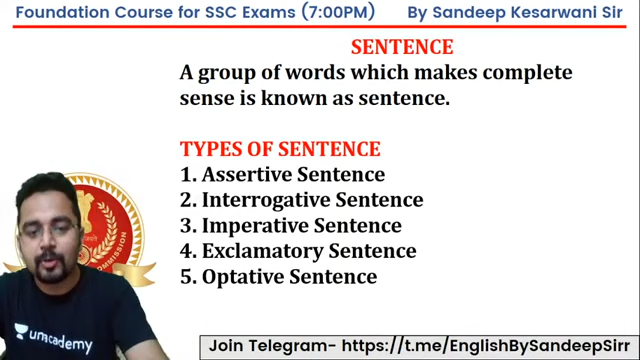 Foundation Course for SSC Exams (7:00PM) By Sandeep Kesarwani Sir
SENTENCE
A group of words which makes complete
sense is known as sentence.
TYPES OF SENTENCE
1. Assertive Sentence
2. Interrogative Sentence
3. Imperative Sentence
4. Exclamatory Sentence
5. Optative Sentence
COMMISSION
unacademy
Join Telegram- https://t.me/EnglishBySandeepSirr